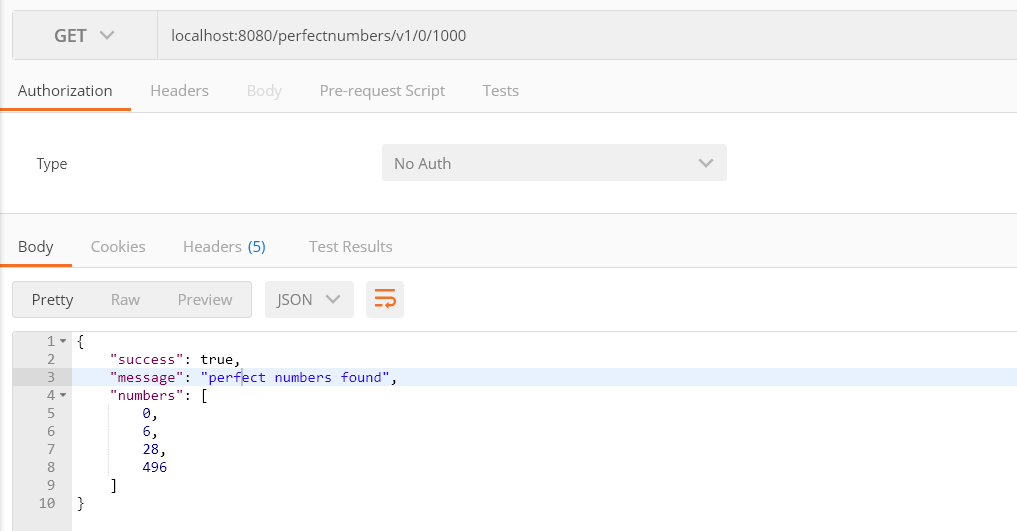 GET localhost:8080/perfectnumbers/v1/0/1000
Authorization Headers Body Pre-request Script Tests
Type No Auth
Body Cookies Headers (5) Test Results
Pretty Raw Preview JSON
1 {
2 "success": true,
3 "message": "perfect numbers found",
4 "numbers": [
5 0,
6 6,
7 28,
8 496
9 ]
10 }